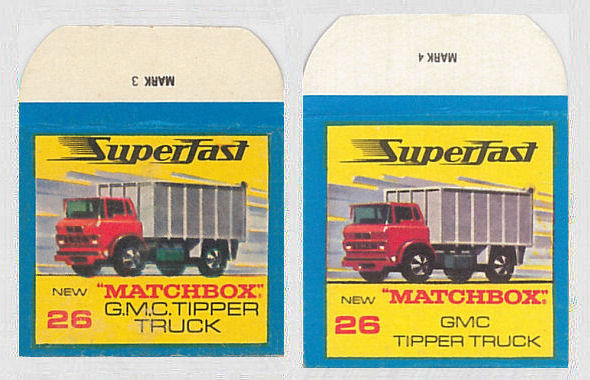 MARK 3
SuperFast
NEW "MATCHBOX"
26 G.M.C. TIPPER
TRUCK
MARK 4
SuperFast
NEW "MATCHBOX"
26 GMC
TIPPER TRUCK